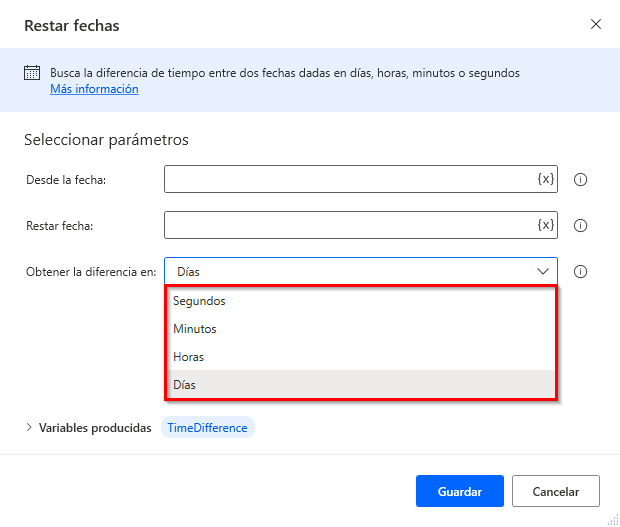 Restar fechas
Busca la diferencia de tiempo entre dos fechas dadas en días, horas, minutos o segundos
Más información
Seleccionar parámetros
Desde la fecha: {x}
Restar fecha: {x}
Obtener la diferencia en: Días
Segundos
Minutos
Horas
Días
Variables producidas TimeDifference
Guardar Cancelar